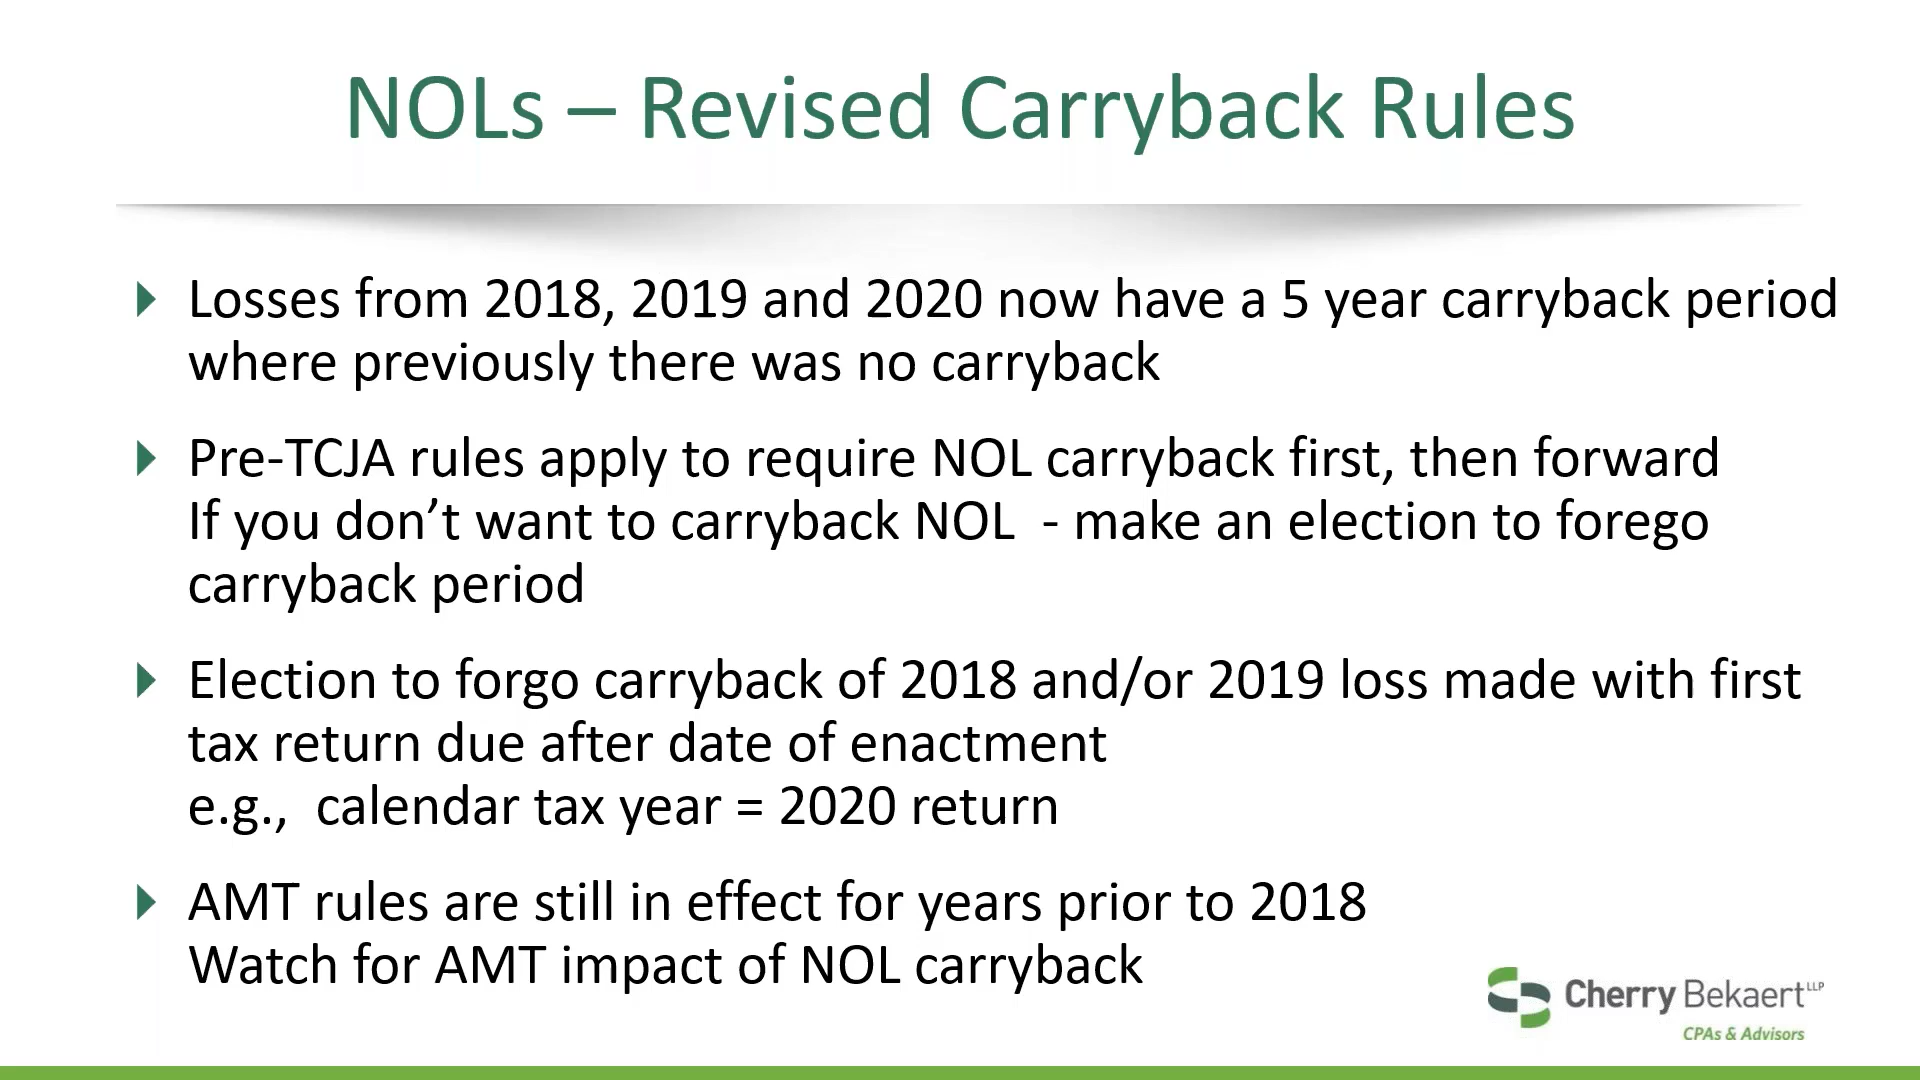 NOLs – Revised Carryback Rules
Losses from 2018, 2019 and 2020 now have a 5 year carryback period
where previously there was no carryback
Pre-TCJA rules apply to require NOL carryback first, then forward
If you don’t want to carryback NOL  - make an election to forego
carryback period
Election to forgo carryback of 2018 and/or 2019 loss made with first
tax return due after date of enactment
e.g.,  calendar tax year = 2020 return
AMT rules are still in effect for years prior to 2018
Watch for AMT impact of NOL carryback
Cherry Bekaert LLP
CPAs & Advisors